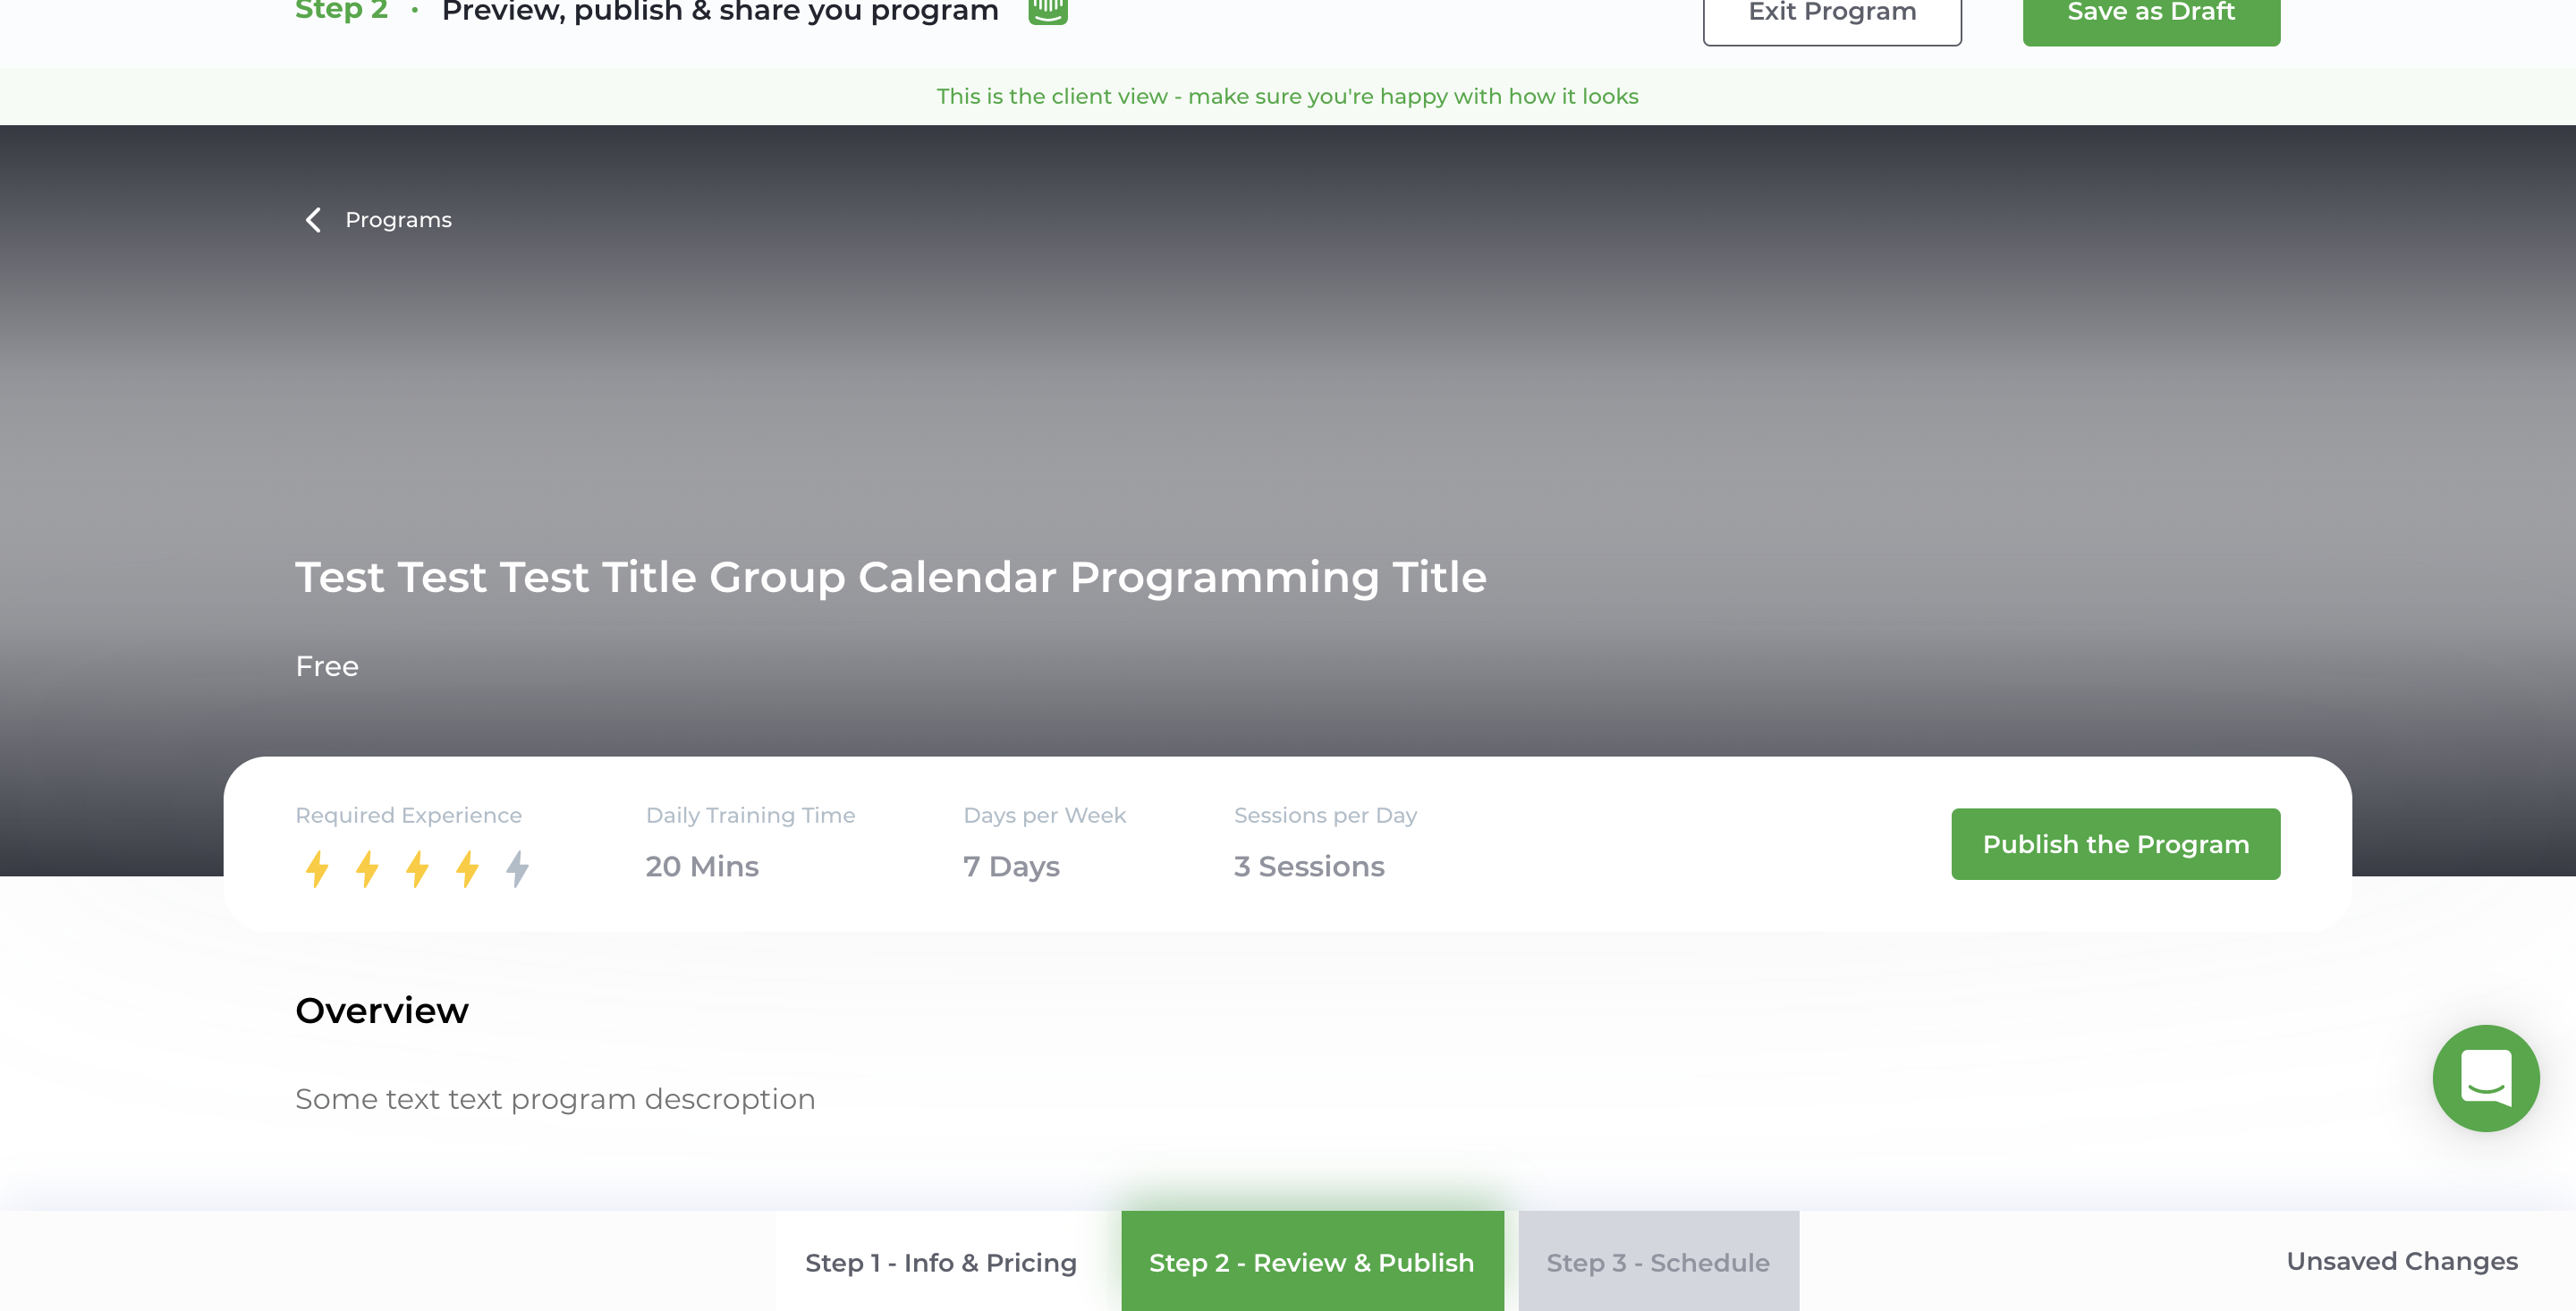 Step 2 · Preview, publish & share you program
Exit Program
Save as Draft
This is the client view - make sure you're happy with how it looks
Programs
Test Test Test Title Group Calendar Programming Title
Free
Required Experience
Daily Training Time
20 Mins
Days per Week
7 Days
Sessions per Day
3 Sessions
Publish the Program
Overview
Some text text program descroption
Step 1 - Info & Pricing
Step 2 - Review & Publish
Step 3 - Schedule
Unsaved Changes